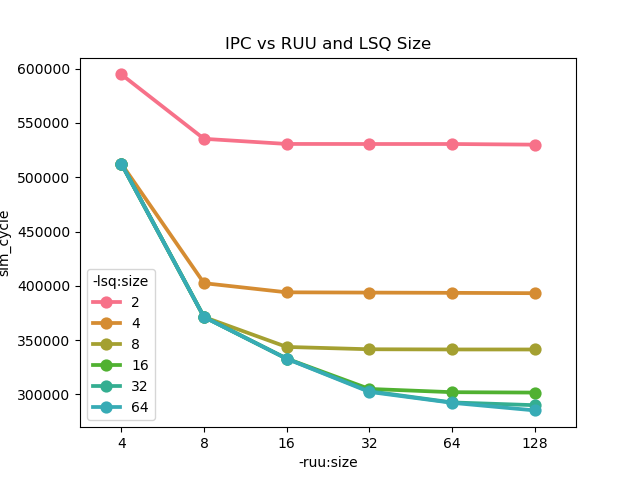 IPC vs RUU and LSQ Size
600000
550000
500000
450000
400000
350000
300000
sim_cycle
-lsq:size
2
4
8
16
32
64
4 8 16 32 64 128
-ruu:size